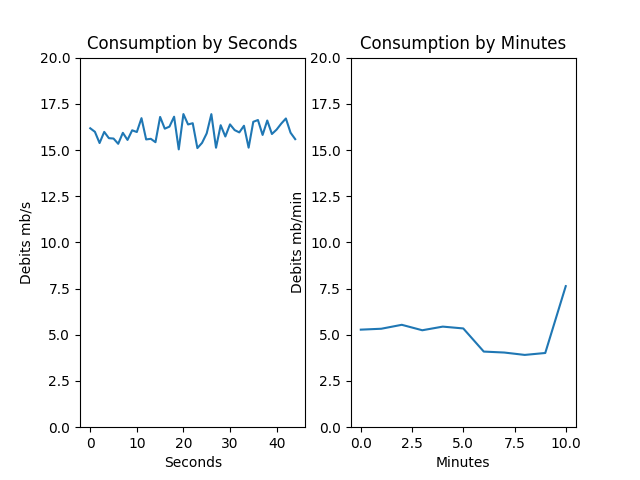 Consumption by Seconds
Debits mb/s
20.0
17.5
15.0
12.5
10.0
7.5
5.0
2.5
0.0
0 10 20 30 40
Seconds
Consumption by Minutes
Debits mb/min
20.0
17.5
15.0
12.5
10.0
7.5
5.0
2.5
0.0
0.0 2.5 5.0 7.5 10.0
Minutes